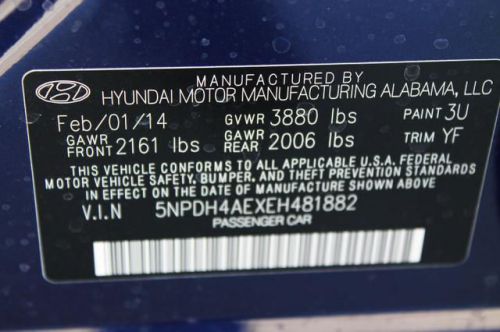 MANUFACTURED BY
HYUNDAI MOTOR MANUFACTURING ALABAMA, LLC
Feb/01/14 GVWR 3880 lbs PAINT 3U
GAWR FRONT 2161 lbs GAWR REAR 2006 lbs TRIM YF
THIS VEHICLE CONFORMS TO ALL APPLICABLE U.S.A. FEDERAL
MOTOR VEHICLE SAFETY, BUMPER, AND THEFT PREVENTION STANDARDS
IN EFFECT ON THE DATE OF MANUFACTURE SHOWN ABOVE.
V.I.N 5NPDH4AEXEH481882
PASSENGER CAR